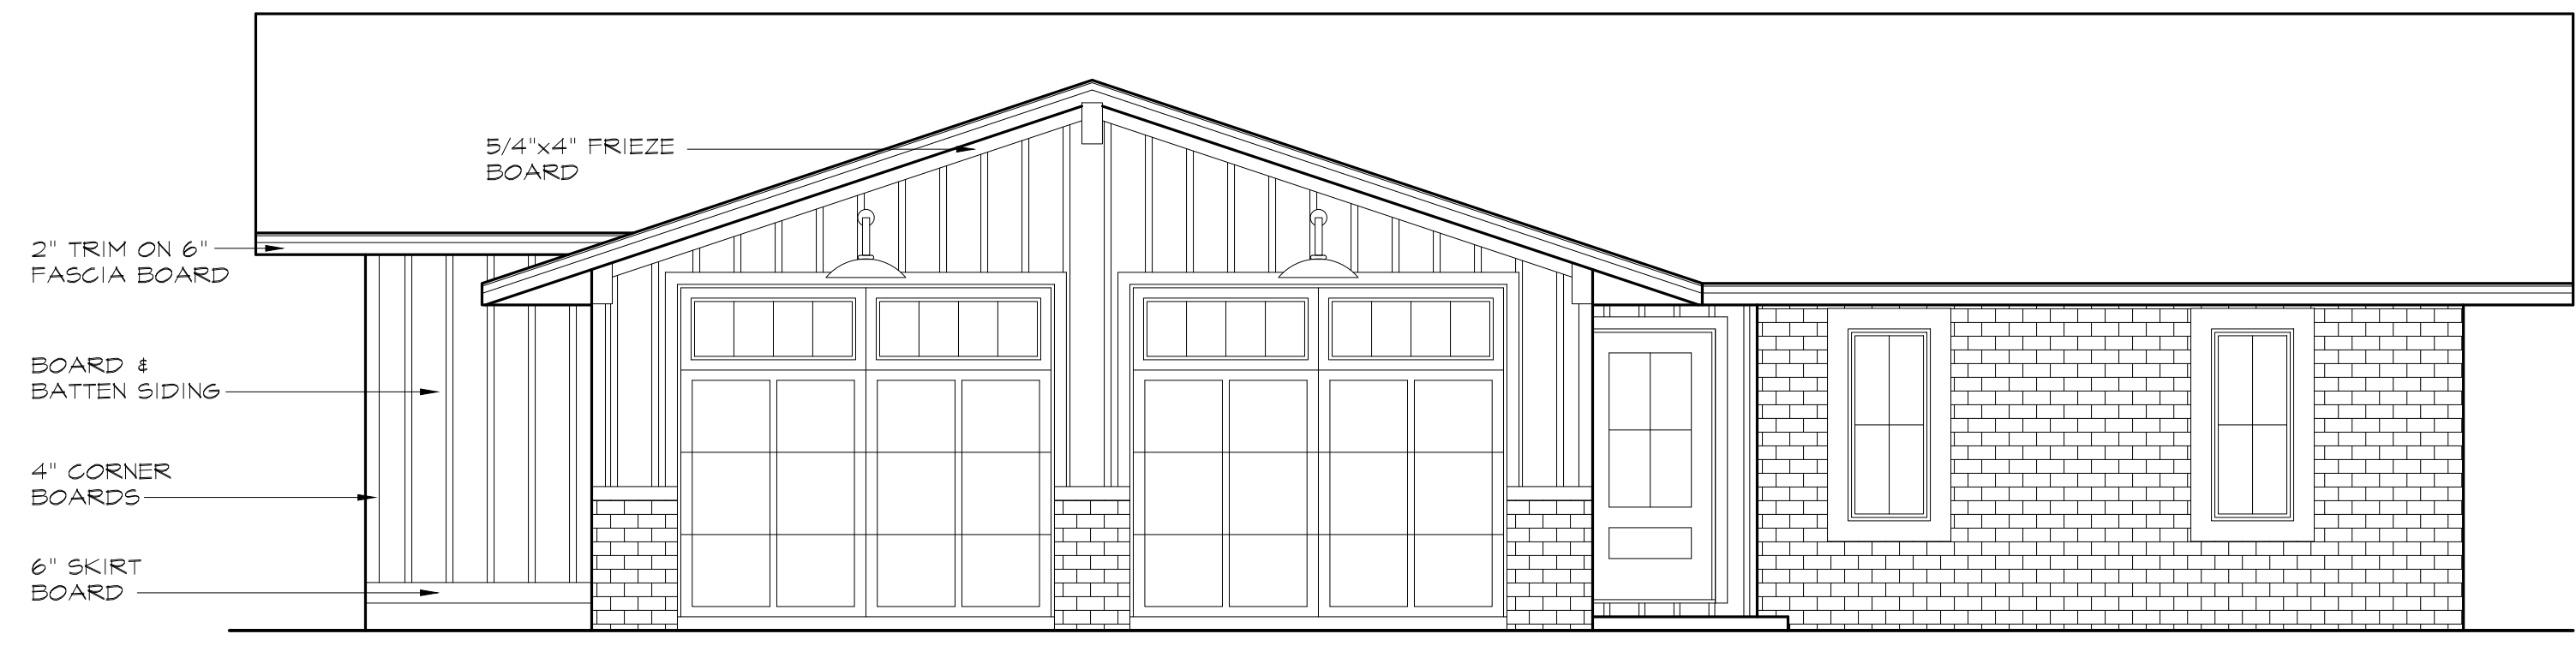 5/4"x4" FRIEZE
BOARD
2" TRIM ON 6"
FASCIA BOARD
BOARD &
BATTEN SIDING
4" CORNER
BOARDS
6" SKIRT
BOARD